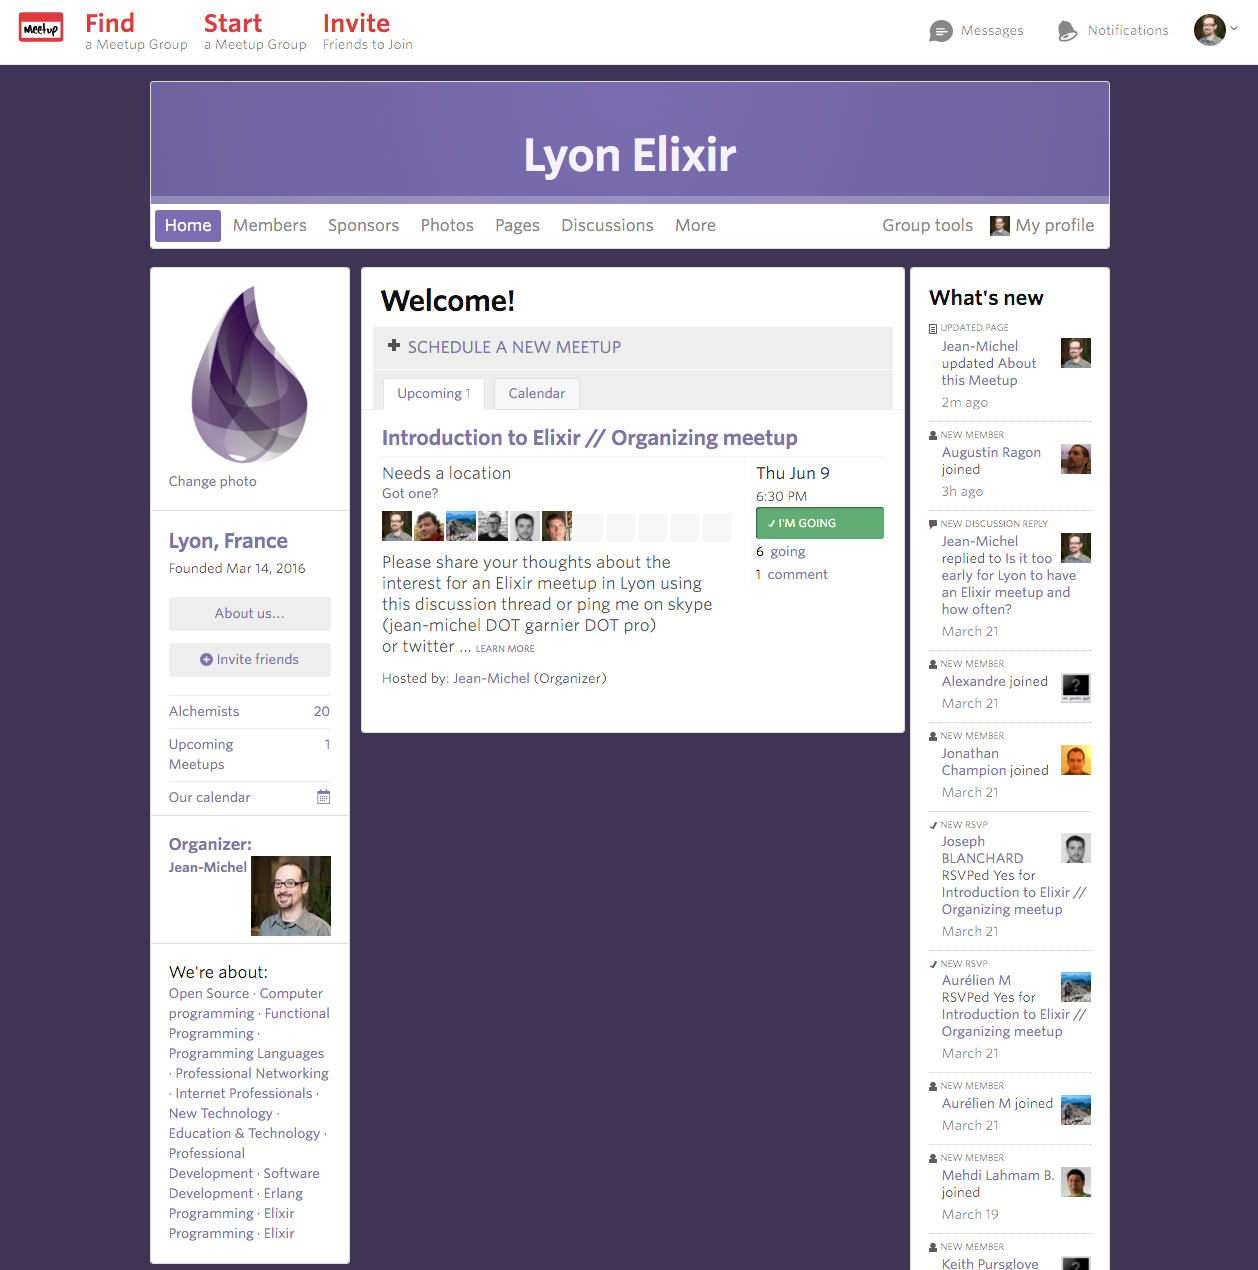 Meetup
Find
a Meetup Group
Start
a Meetup Group
Invite
Friends to Join
Messages
Notifications
Lyon Elixir
Home
Members
Sponsors
Photos
Pages
Discussions
More
Group tools
My profile
Change photo
Lyon, France
Founded Mar 14, 2016
About us...
Invite friends
Alchemists 20
Upcoming 1
Meetups
Our calendar
Organizer:
Jean-Michel
We're about:
Open Source · Computer
programming · Functional
Programming ·
Programming Languages
· Professional Networking
· Internet Professionals ·
New Technology ·
Education & Technology ·
Professional
Development · Software
Development · Erlang
Programming · Elixir
Programming · Elixir
Welcome!
SCHEDULE A NEW MEETUP
Upcoming 1
Calendar
Introduction to Elixir // Organizing meetup
Needs a location
Got one?
Please share your thoughts about the
interest for an Elixir meetup in Lyon using
this discussion thread or ping me on skype
(jean-michel DOT garnier DOT pro)
or twitter ... LEARN MORE
Hosted by: Jean-Michel (Organizer)
Thu Jun 9
6:30 PM
I'M GOING
6 going
1 comment
What's new
UPDATED PAGE
Jean-Michel
updated About
this Meetup
2m ago
NEW MEMBER
Augustin Ragon
joined
3h ago
NEW DISCUSSION REPLY
Jean-Michel
replied to Is it too
early for Lyon to have
an Elixir meetup and
how often?
March 21
NEW MEMBER
Alexandre joined
March 21
NEW MEMBER
Jonathan
Champion joined
March 21
NEW RSVP
Joseph
BLANCHARD
RSVPed Yes for
Introduction to Elixir //
Organizing meetup
March 21
NEW RSVP
Aurélien M
RSVPed Yes for
Introduction to Elixir //
Organizing meetup
March 21
NEW MEMBER
Aurélien M joined
March 21
NEW MEMBER
Mehdi Lahmam B.
joined
March 19
NEW MEMBER
Keith Pursglove